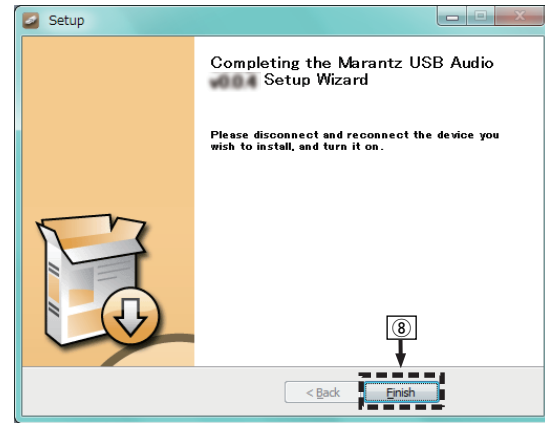 Setup
Completing the Marantz USB Audio
Setup Wizard
Please disconnect and reconnect the device you
wish to install, and turn it on.
⑧
< Back
Finish